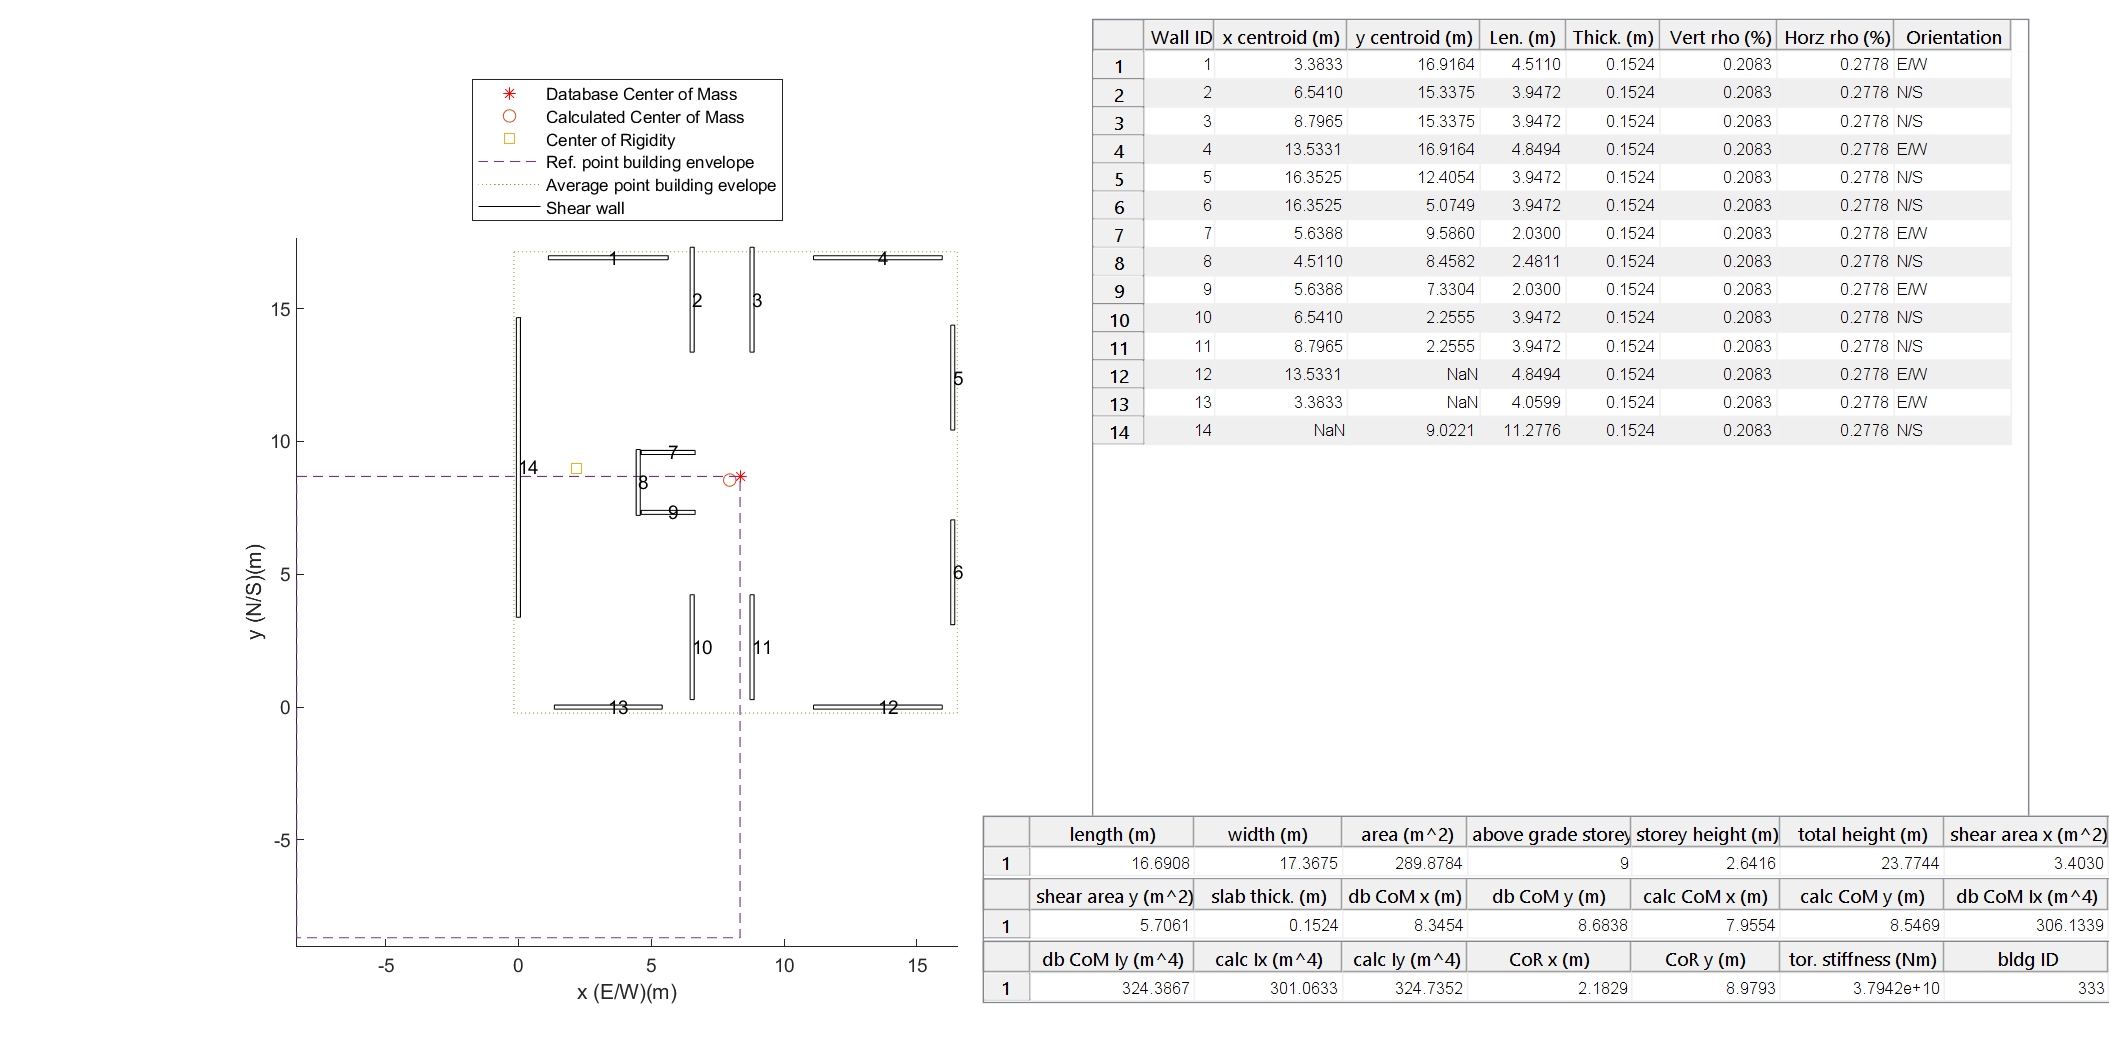 Database Center of Mass
Calculated Center of Mass
Center of Rigidity
Ref. point building envelope
Average point building evelope
Shear wall
1
4
2
3
5
7
14
8
9
6
10
11
13
12
15
10
5
0
-5
y (N/S)(m)
-5 0 5 10 15
x (E/W)(m)
Wall ID x centroid (m) y centroid (m) Len. (m) Thick. (m) Vert rho (%) Horz rho (%) Orientation
1 1 3.3833 16.9164 4.5110 0.1524 0.2083 0.2778 E/W
2 2 6.5410 15.3375 3.9472 0.1524 0.2083 0.2778 N/S
3 3 8.7965 15.3375 3.9472 0.1524 0.2083 0.2778 N/S
4 4 13.5331 16.9164 4.8494 0.1524 0.2083 0.2778 E/W
5 5 16.3525 12.4054 3.9472 0.1524 0.2083 0.2778 N/S
6 6 16.3525 5.0749 3.9472 0.1524 0.2083 0.2778 N/S
7 7 5.6388 9.5860 2.0300 0.1524 0.2083 0.2778 E/W
8 8 4.5110 8.4582 2.4811 0.1524 0.2083 0.2778 N/S
9 9 5.6388 7.3304 2.0300 0.1524 0.2083 0.2778 E/W
10 10 6.5410 2.2555 3.9472 0.1524 0.2083 0.2778 N/S
11 11 8.7965 2.2555 3.9472 0.1524 0.2083 0.2778 N/S
12 12 13.5331 NaN 4.8494 0.1524 0.2083 0.2778 E/W
13 13 3.3833 NaN 4.0599 0.1524 0.2083 0.2778 E/W
14 14 NaN 9.0221 11.2776 0.1524 0.2083 0.2778 N/S
length (m) width (m) area (m^2) above grade storey storey height (m) total height (m) shear area x (m^2)
1 16.6908 17.3675 289.8784 9 2.6416 23.7744 3.4030
shear area y (m^2) slab thick. (m) db CoM x (m) db CoM y (m) calc CoM x (m) calc CoM y (m) db CoM Ix (m^4)
1 5.7061 0.1524 8.3454 8.6838 7.9554 8.5469 306.1339
db CoM Iy (m^4) calc Ix (m^4) calc Iy (m^4) CoR x (m) CoR y (m) tor. stiffness (Nm) bldg ID
1 324.3867 301.0633 324.7352 2.1829 8.9793 3.7942e+10 333